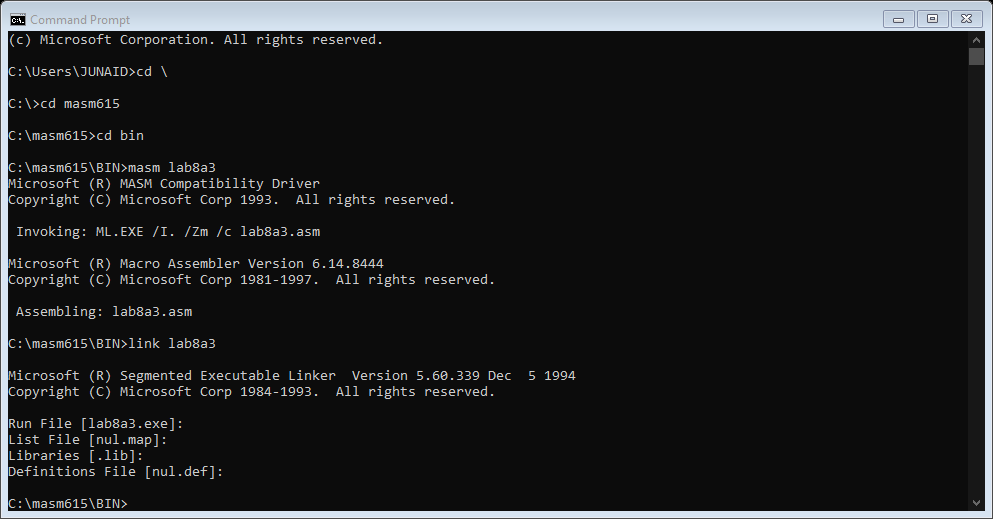 Command Prompt
(c) Microsoft Corporation. All rights reserved.
C:\Users\JUNAID>cd \
C:\>cd masm615
C:\masm615>cd bin
C:\masm615\BIN>masm lab8a3
Microsoft (R) MASM Compatibility Driver
Copyright (C) Microsoft Corp 1993.  All rights reserved.
 Invoking: ML.EXE /I. /Zm /c lab8a3.asm
Microsoft (R) Macro Assembler Version 6.14.8444
Copyright (C) Microsoft Corp 1981-1997.  All rights reserved.
 Assembling: lab8a3.asm
C:\masm615\BIN>link lab8a3
Microsoft (R) Segmented Executable Linker  Version 5.60.339 Dec  5 1994
Copyright (C) Microsoft Corp 1984-1993.  All rights reserved.
Run File [lab8a3.exe]:
List File [nul.map]:
Libraries [.lib]:
Definitions File [nul.def]:
C:\masm615\BIN>